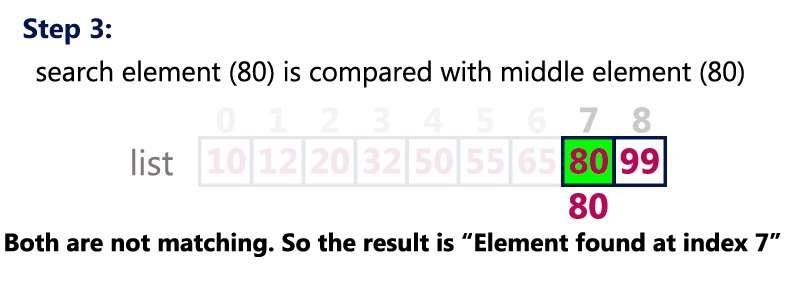 Step 3:
search element (80) is compared with middle element (80)
0 1 2 3 4 5 6 7 8
list 10 12 20 32 50 55 65 80 99
80
Both are not matching. So the result is “Element found at index 7”